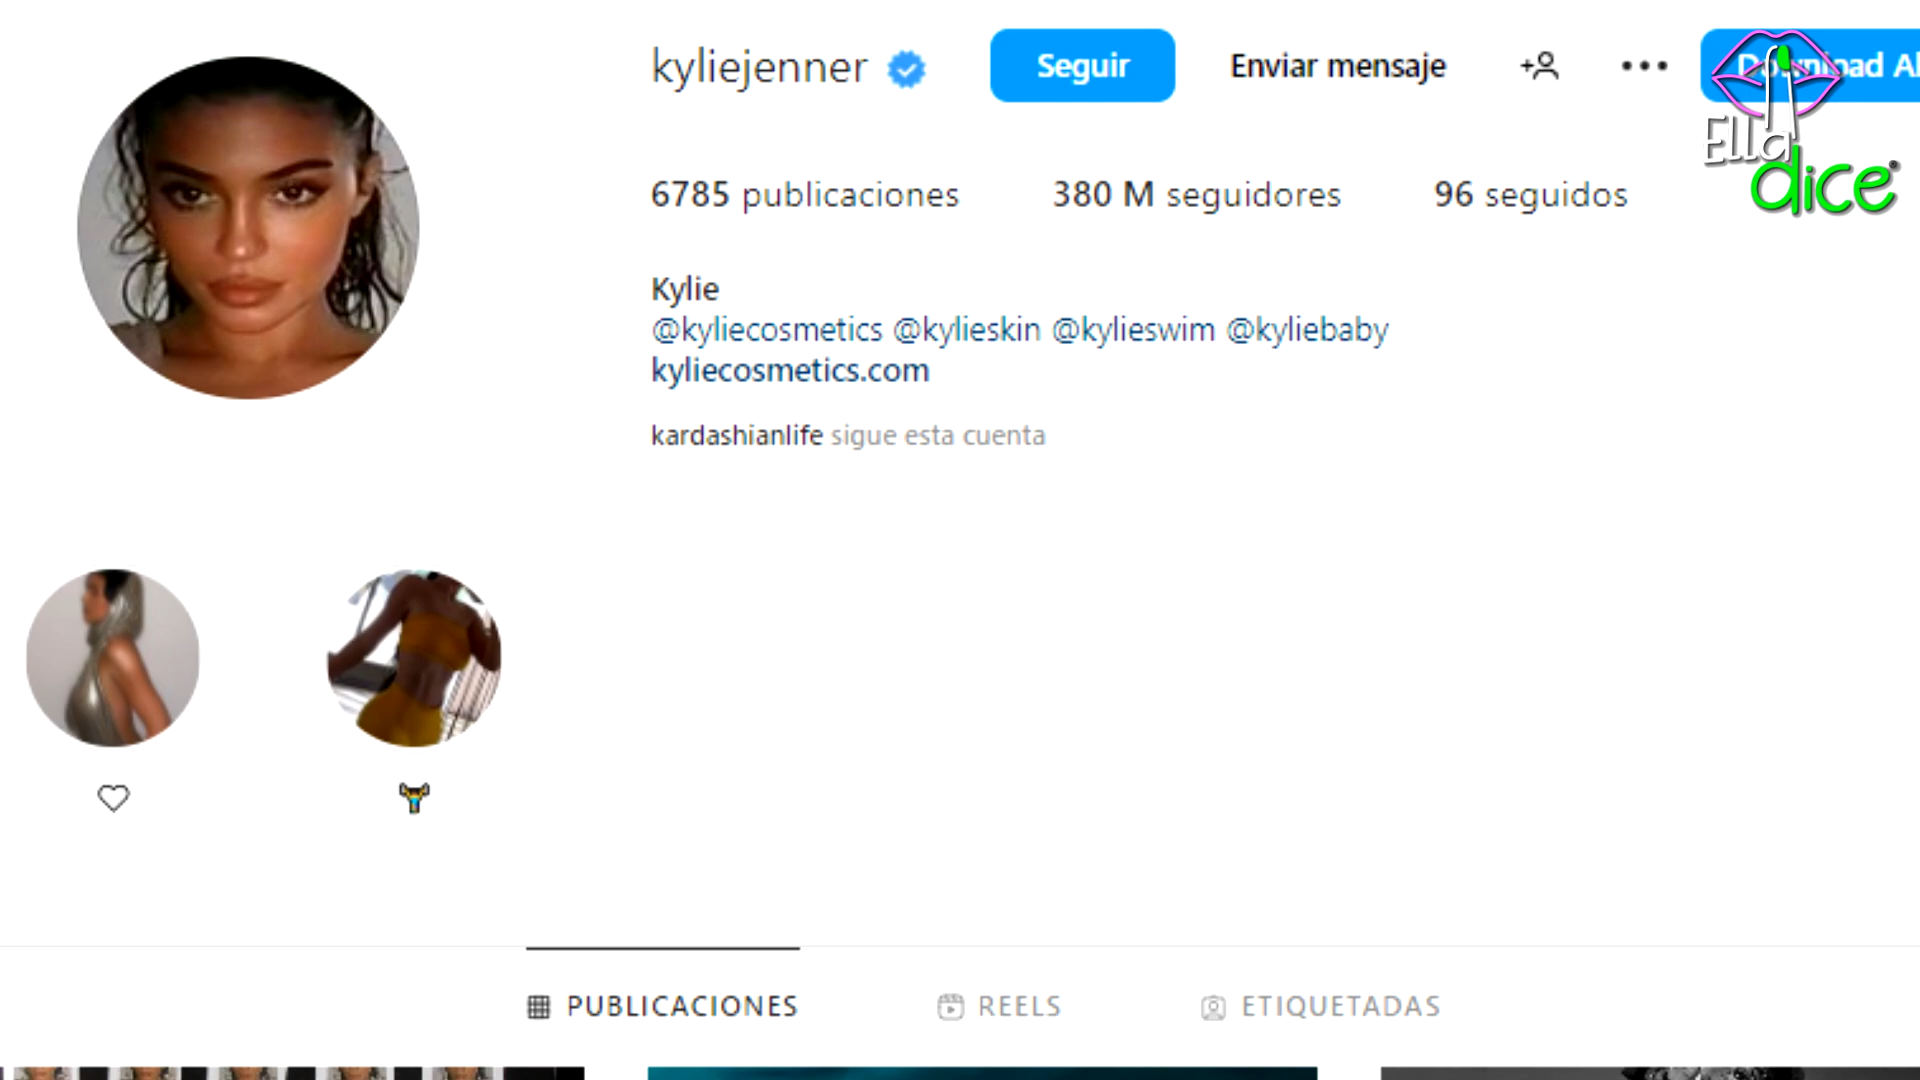 kyliejenner
Seguir
Enviar mensaje
6785 publicaciones 380 M seguidores 96 seguidos
Kylie
@kyliecosmetics @kylieskin @kylieswim @kyliebaby
kyliecosmetics.com
kardashianlife sigue esta cuenta
Ella
dice
PUBLICACIONES REELS ETIQUETADAS